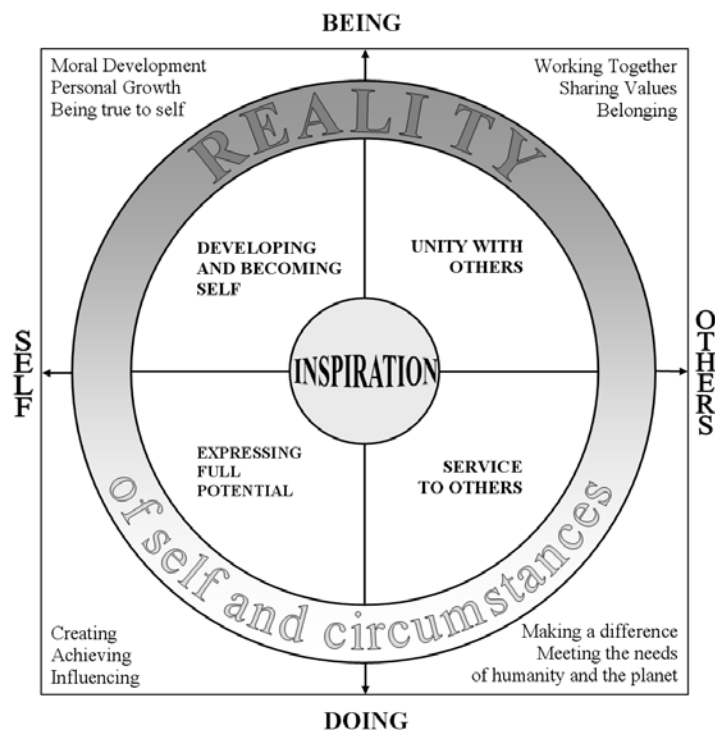 BEING
Moral Development
Personal Growth
Being true to self
Working Together
Sharing Values
Belonging
REALITY
DEVELOPING
AND BECOMING
SELF
UNITY WITH
OTHERS
SELF
INSPIRATION
OTHERS
EXPRESSING
FULL
POTENTIAL
SERVICE
TO OTHERS
of self and circumstances
Creating
Achieving
Influencing
Making a difference
Meeting the needs
of humanity and the planet
DOING